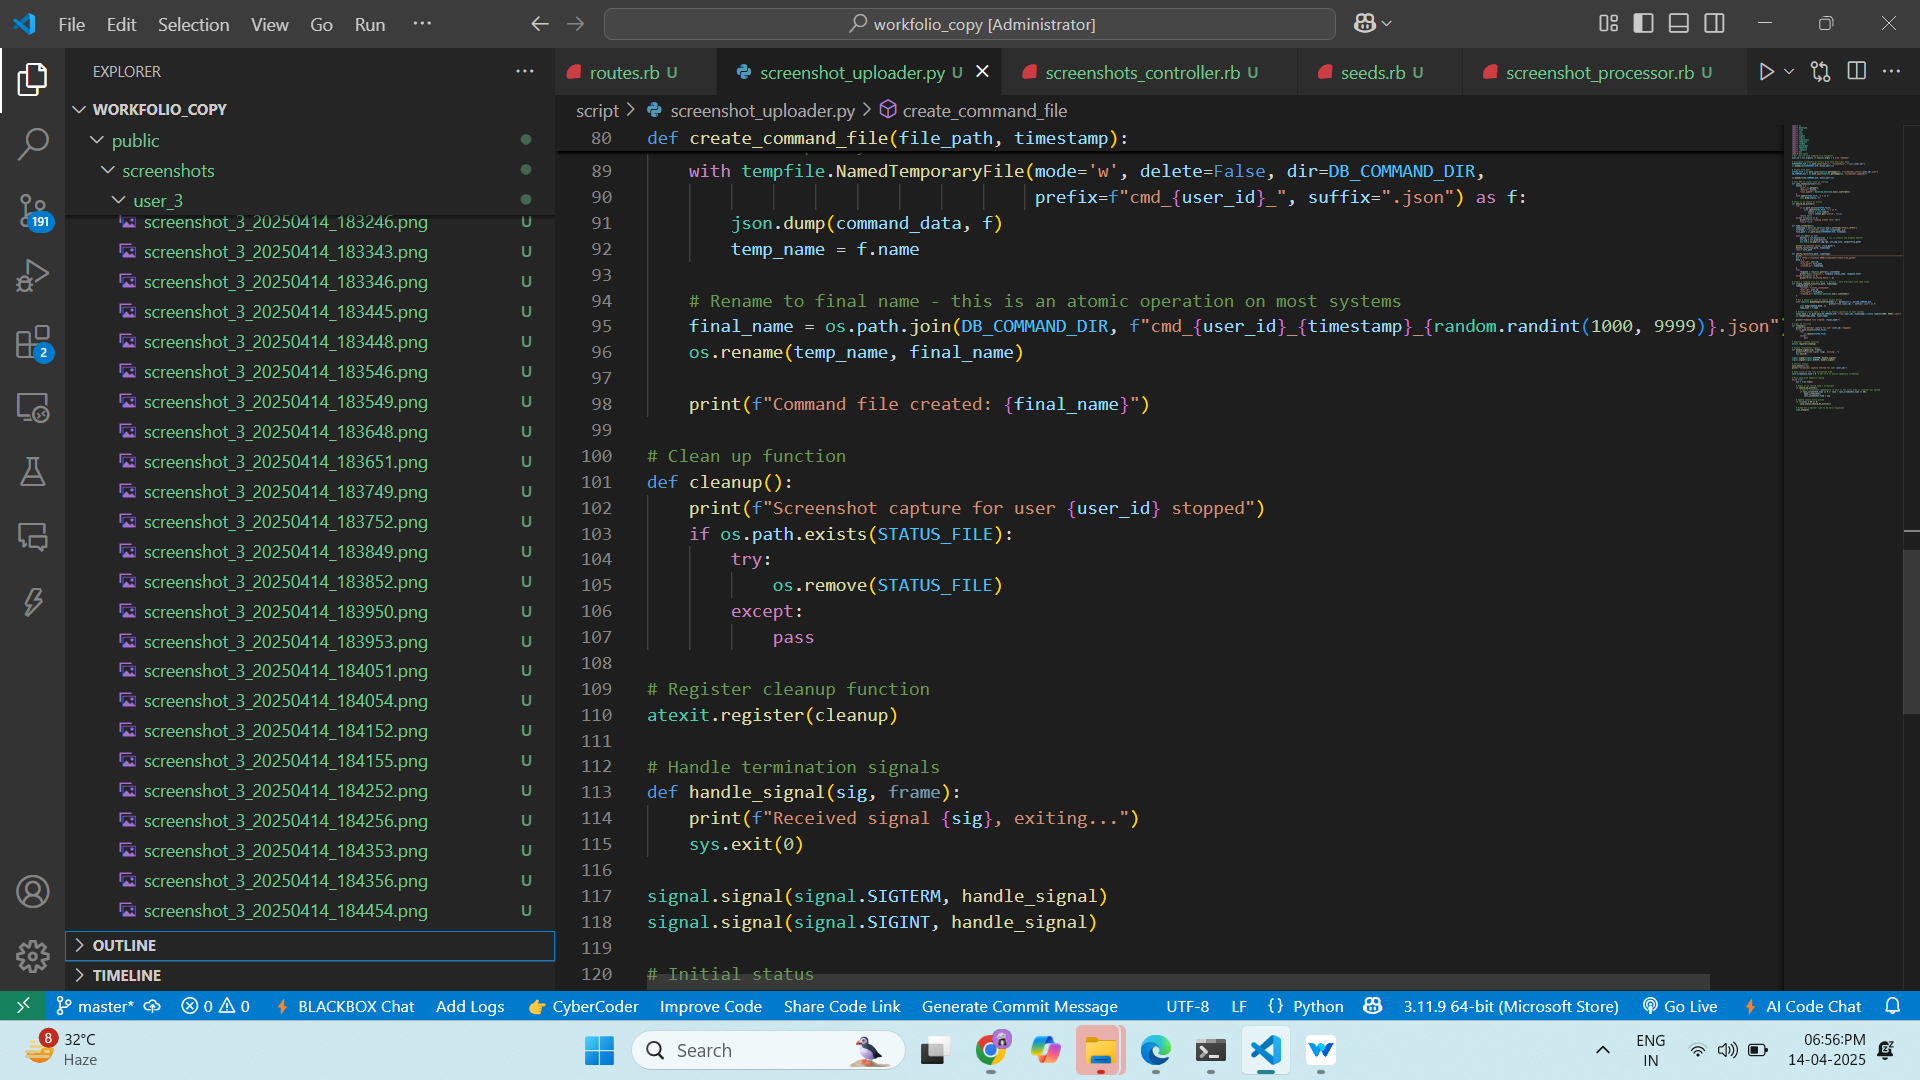 File Edit Selection View Go Run ···
workfolio_copy [Administrator]
EXPLORER
WORKFOLIO_COPY
public
screenshots
user_3
screenshot_3_20250414_183246.png U
screenshot_3_20250414_183343.png U
screenshot_3_20250414_183346.png U
screenshot_3_20250414_183445.png U
screenshot_3_20250414_183448.png U
screenshot_3_20250414_183546.png U
screenshot_3_20250414_183549.png U
screenshot_3_20250414_183648.png U
screenshot_3_20250414_183651.png U
screenshot_3_20250414_183749.png U
screenshot_3_20250414_183752.png U
screenshot_3_20250414_183849.png U
screenshot_3_20250414_183852.png U
screenshot_3_20250414_183950.png U
screenshot_3_20250414_183953.png U
screenshot_3_20250414_184051.png U
screenshot_3_20250414_184054.png U
screenshot_3_20250414_184152.png U
screenshot_3_20250414_184155.png U
screenshot_3_20250414_184252.png U
screenshot_3_20250414_184256.png U
screenshot_3_20250414_184353.png U
screenshot_3_20250414_184356.png U
screenshot_3_20250414_184454.png U
OUTLINE
TIMELINE
191
2
routes.rb U screenshot_uploader.py U screenshots_controller.rb U seeds.rb U screenshot_processor.rb U
script > screenshot_uploader.py > create_command_file
80 def create_command_file(file_path, timestamp):
89 with tempfile.NamedTemporaryFile(mode='w', delete=False, dir=DB_COMMAND_DIR,
90 prefix=f"cmd_{user_id}_", suffix=".json") as f:
91 json.dump(command_data, f)
92 temp_name = f.name
93
94 # Rename to final name - this is an atomic operation on most systems
95 final_name = os.path.join(DB_COMMAND_DIR, f"cmd_{user_id}_{timestamp}_{random.randint(1000, 9999)}.json")
96 os.rename(temp_name, final_name)
97
98 print(f"Command file created: {final_name}")
99
100 # Clean up function
101 def cleanup():
102 print(f"Screenshot capture for user {user_id} stopped")
103 if os.path.exists(STATUS_FILE):
104 try:
105 os.remove(STATUS_FILE)
106 except:
107 pass
108
109 # Register cleanup function
110 atexit.register(cleanup)
111
112 # Handle termination signals
113 def handle_signal(sig, frame):
114 print(f"Received signal {sig}, exiting...")
115 sys.exit(0)
116
117 signal.signal(signal.SIGTERM, handle_signal)
118 signal.signal(signal.SIGINT, handle_signal)
119
120 # Initial status
master* 0 0 BLACKBOX Chat Add Logs CyberCoder Improve Code Share Code Link Generate Commit Message UTF-8 LF {} Python 3.11.9 64-bit (Microsoft Store) Go Live AI Code Chat
8
32°C
Haze
Search
ENG
IN
06:56:PM
14-04-2025